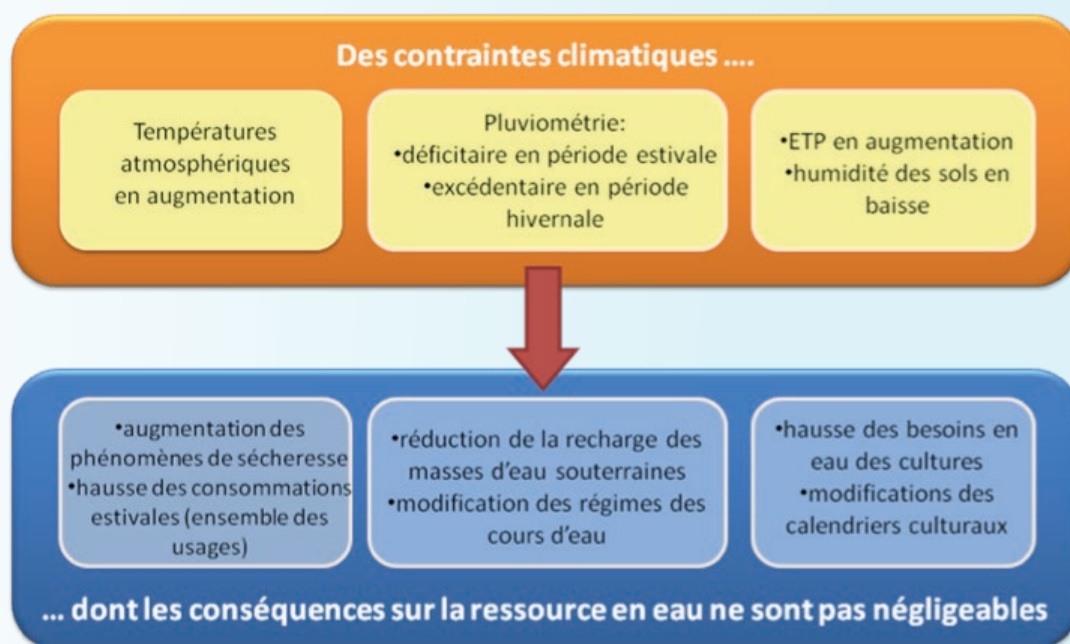 Des contraintes climatiques ....
Températures
atmosphériques
en augmentation
Pluviométrie:
•déficitaire en période estivale
•excédentaire en période
hivernale
•ETP en augmentation
•humidité des sols en
baisse
•augmentation des
phénomènes de sécheresse
•hausse des consommations
estivales (ensemble des
usages)
•réduction de la recharge des
masses d'eau souterraines
•modification des régimes des
cours d'eau
•hausse des besoins en
eau des cultures
•modifications des
calendriers culturaux
... dont les conséquences sur la ressource en eau ne sont pas négligeables